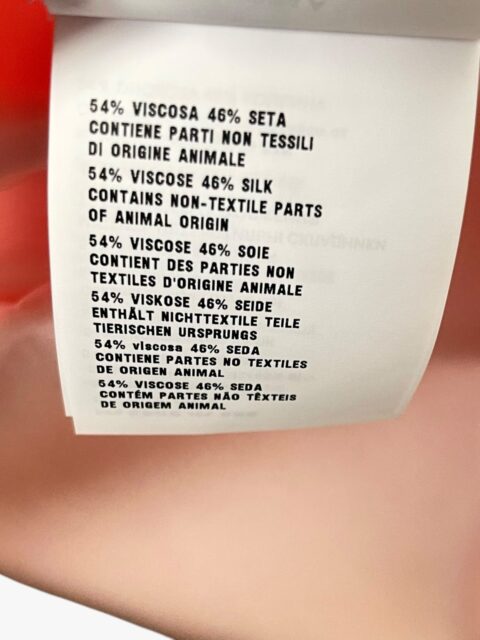 54% VISCOSA 46% SETA
CONTIENE PARTI NON TESSILI
DI ORIGINE ANIMALE
54% VISCOSE 46% SILK
CONTAINS NON-TEXTILE PARTS
OF ANIMAL ORIGIN
54% VISCOSE 46% SOIE
CONTIENT DES PARTIES NON
TEXTILES D'ORIGINE ANIMALE
54% VISKOSE 46% SEIDE
ENTHÄLT NICHTTEXTILE TEILE
TIERISCHEN URSPRUNGS
54% viscosa 46% SEDA
CONTIENE PARTES NO TEXTILES
DE ORIGEN ANIMAL
54% VISCOSE 46% SEDA
CONTÉM PARTES NÃO TÊXTEIS
DE ORIGEM ANIMAL